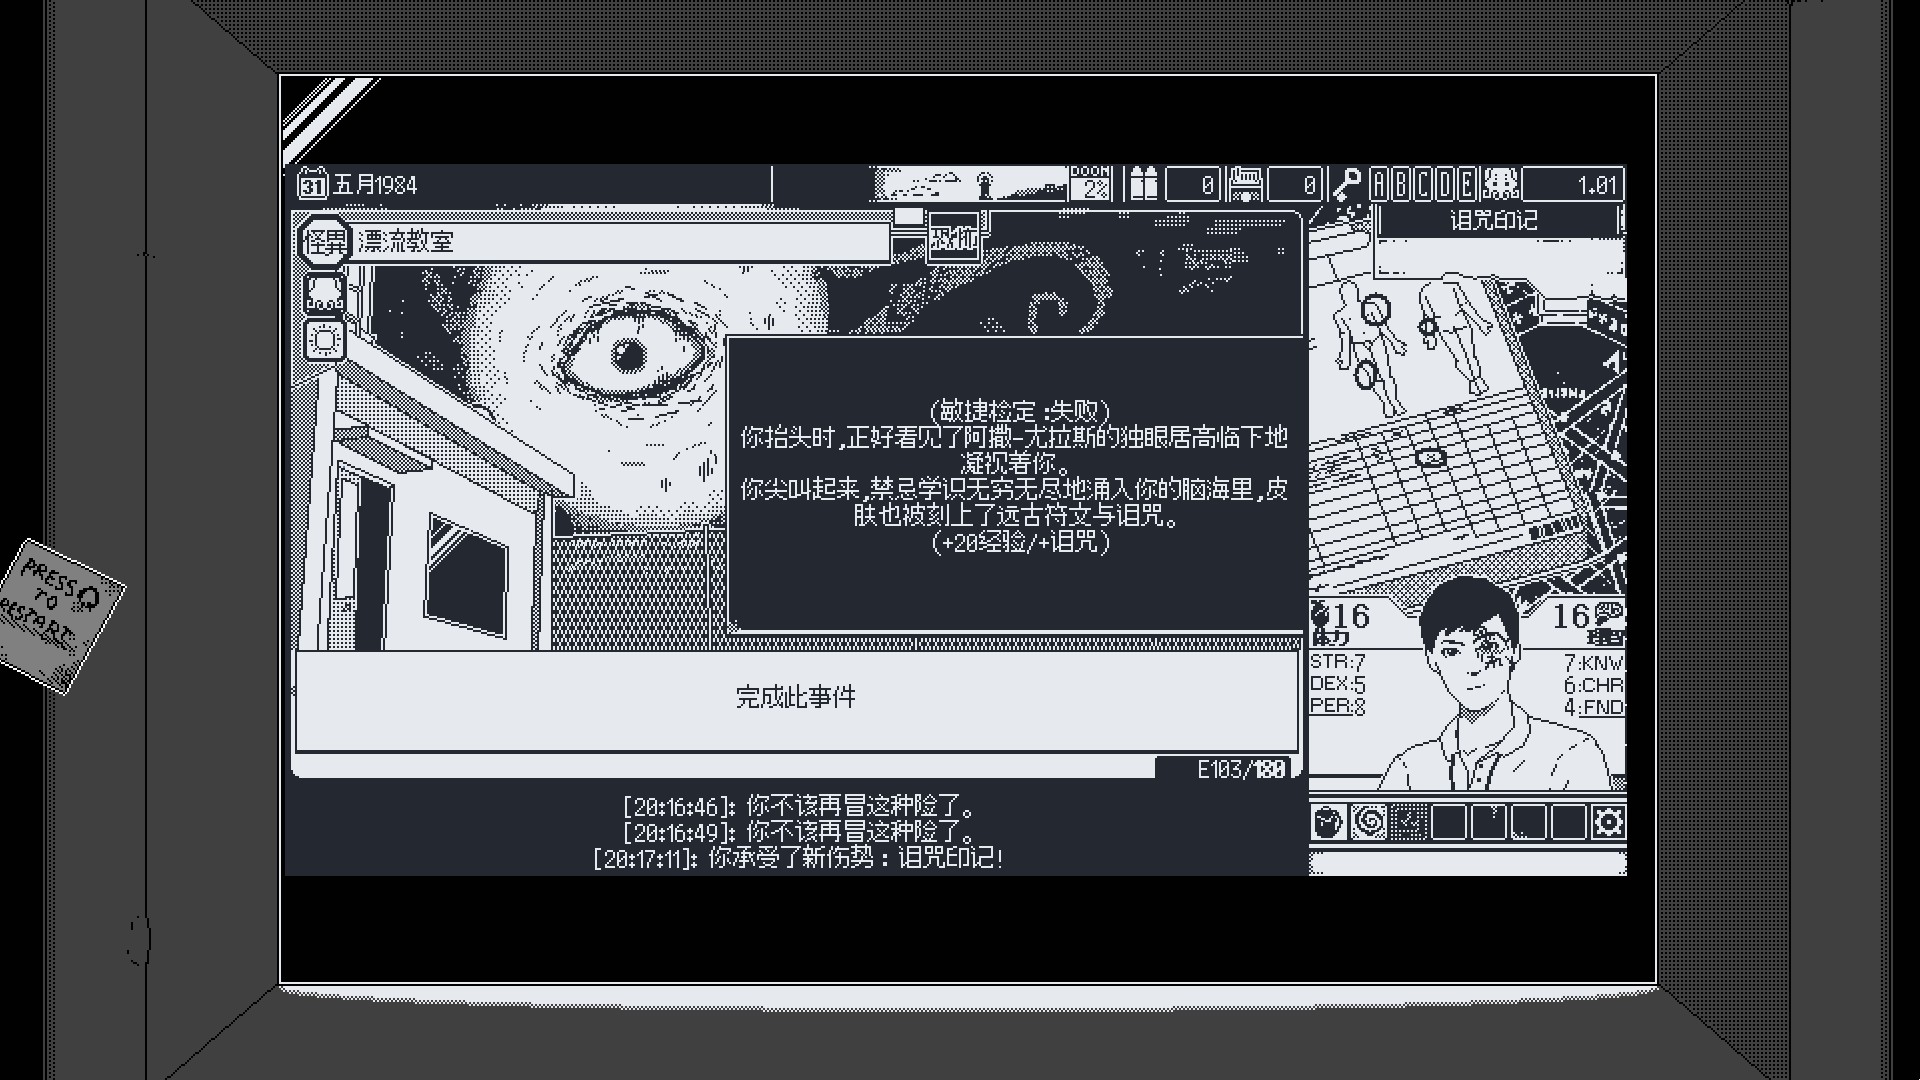 31 五月1984
DOOM
2%
0
0
A B C D E
1.01
怪異 漂流教室
恐怖
诅咒印记
(敏捷检定:失败)
你抬头时,正好看见了阿撒-尤拉斯的独眼居高临下地
凝视着你。
你尖叫起来,禁忌学识无穷无尽地涌入你的脑海里,皮
肤也被刻上了远古符文与诅咒。
(+20经验/+诅咒)
PRESS Q
TO
RESTART
16
体力
16
理智
STR:7
DEX:5
PER:8
7:KNW
6:CHR
4:FND
完成此事件
E103/180
[20:16:46]: 你不该再冒这种险了。
[20:16:49]: 你不该再冒这种险了。
[20:17:11]: 你承受了新伤势：诅咒印记!